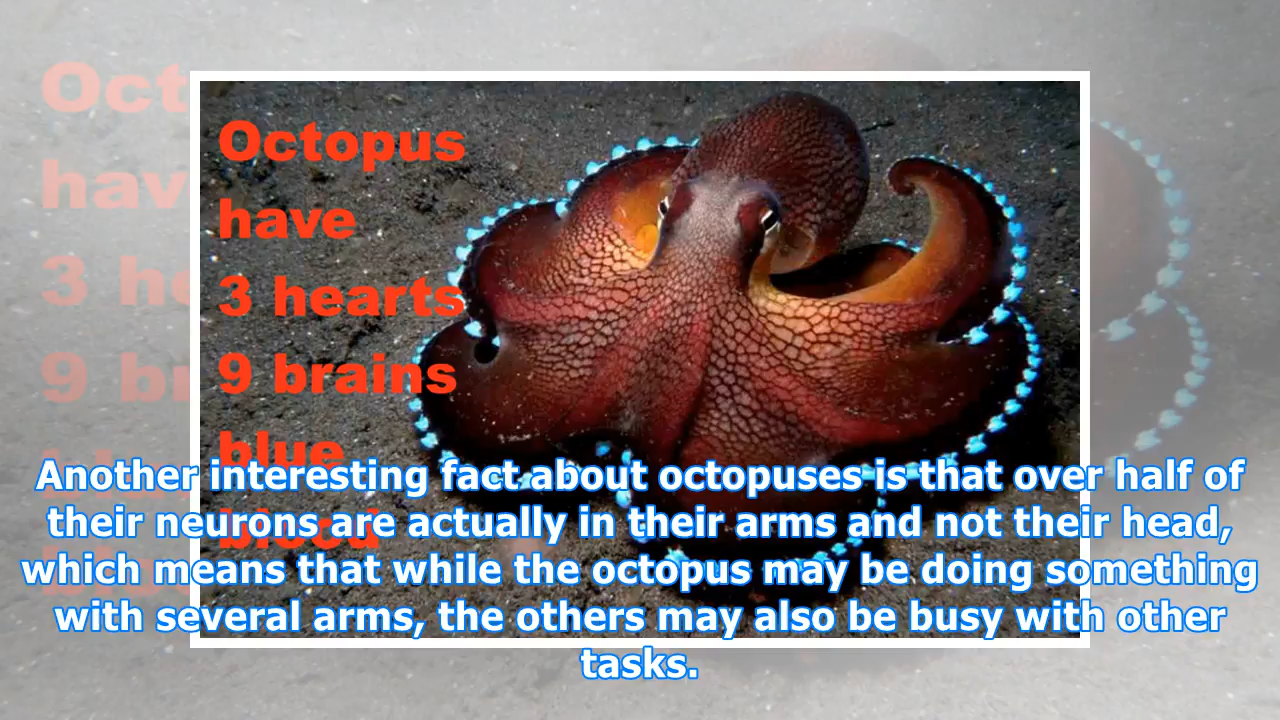 Octopus
have
3 hearts
9 brains
blue
blood
Another interesting fact about octopuses is that over half of
their neurons are actually in their arms and not their head,
which means that while the octopus may be doing something
with several arms, the others may also be busy with other
tasks.